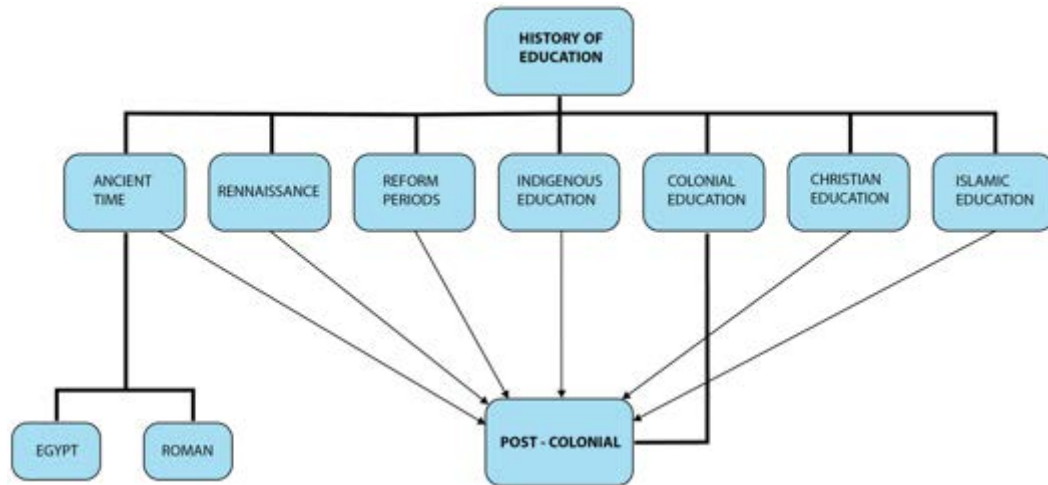 HISTORY OF
EDUCATION
ANCIENT
TIME
RENNAISSANCE
REFORM
PERIODS
INDIGENOUS
EDUCATION
COLONIAL
EDUCATION
CHRISTIAN
EDUCATION
ISLAMIC
EDUCATION
EGYPT
ROMAN
POST - COLONIAL